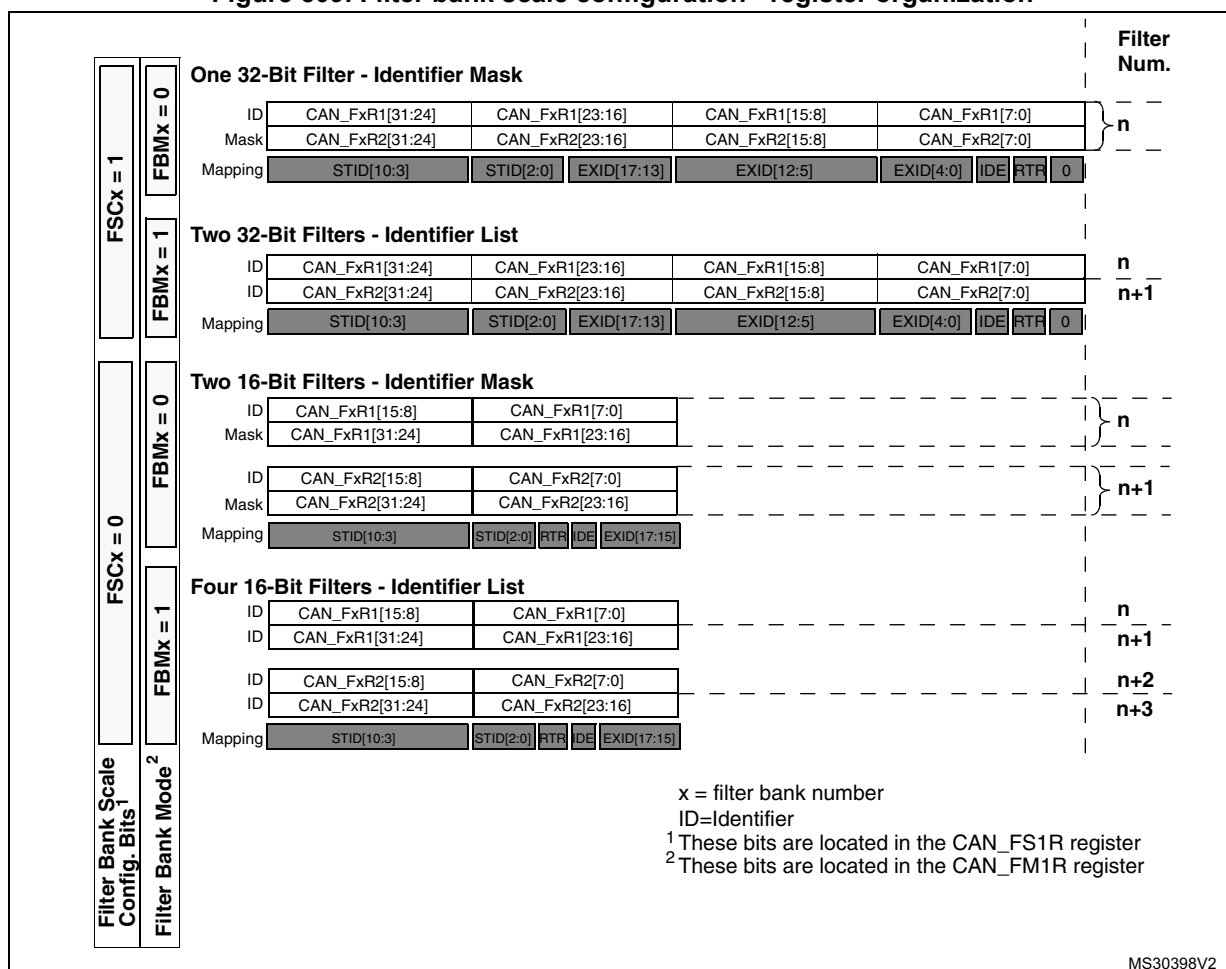 Filter
Num.
One 32-Bit Filter - Identifier Mask
ID CAN_FxR1[31:24] CAN_FxR1[23:16] CAN_FxR1[15:8] CAN_FxR1[7:0]
n
Mask CAN_FxR2[31:24] CAN_FxR2[23:16] CAN_FxR2[15:8] CAN_FxR2[7:0]
Mapping STID[10:3] STID[2:0] EXID[17:13] EXID[12:5] EXID[4:0] IDE RTR 0
FSCx = 1
FBMx = 0
Two 32-Bit Filters - Identifier List
ID CAN_FxR1[31:24] CAN_FxR1[23:16] CAN_FxR1[15:8] CAN_FxR1[7:0] n
ID CAN_FxR2[31:24] CAN_FxR2[23:16] CAN_FxR2[15:8] CAN_FxR2[7:0] n+1
Mapping STID[10:3] STID[2:0] EXID[17:13] EXID[12:5] EXID[4:0] IDE RTR 0
FBMx = 1
Two 16-Bit Filters - Identifier Mask
ID CAN_FxR1[15:8] CAN_FxR1[7:0]
n
Mask CAN_FxR1[31:24] CAN_FxR1[23:16]
ID CAN_FxR2[15:8] CAN_FxR2[7:0]
n+1
Mask CAN_FxR2[31:24] CAN_FxR2[23:16]
Mapping STID[10:3] STID[2:0] RTR IDE EXID[17:15]
FSCx = 0
FBMx = 0
Four 16-Bit Filters - Identifier List
ID CAN_FxR1[15:8] CAN_FxR1[7:0] n
ID CAN_FxR1[31:24] CAN_FxR1[23:16] n+1
ID CAN_FxR2[15:8] CAN_FxR2[7:0] n+2
ID CAN_FxR2[31:24] CAN_FxR2[23:16] n+3
Mapping STID[10:3] STID[2:0] RTR IDE EXID[17:15]
FBMx = 1
Filter Bank Scale
Config. Bits1
Filter Bank Mode2
x = filter bank number
ID=Identifier
1 These bits are located in the CAN_FS1R register
2 These bits are located in the CAN_FM1R register
MS30398V2